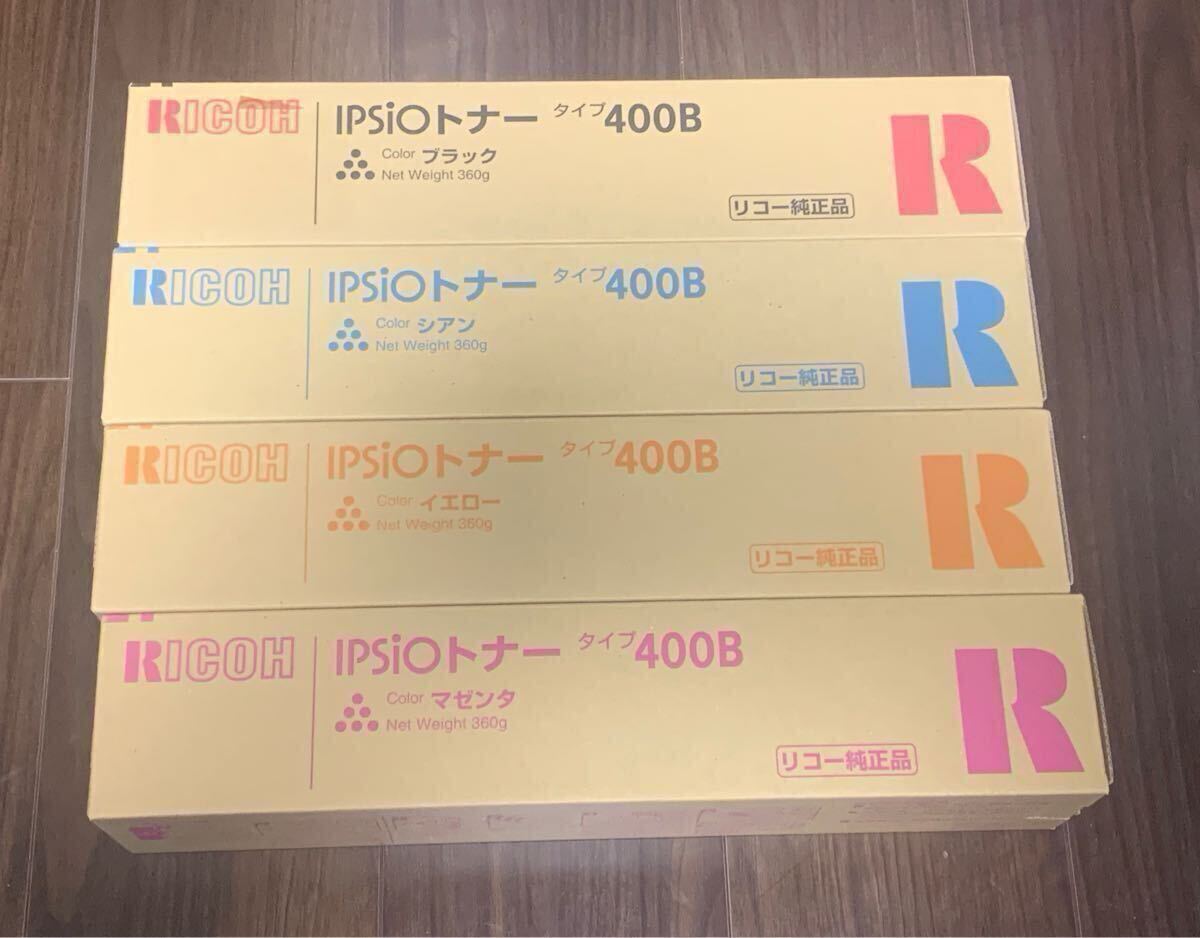 RICOH
IPSiOトナー タイプ400B
Color ブラック
Net Weight 360g
リコー純正品
R
RICOH
IPSiOトナー タイプ400B
Color シアン
Net Weight 360g
リコー純正品
R
RICOH
IPSiOトナー タイプ400B
Color イエロー
Net Weight 360g
リコー純正品
R
RICOH
IPSiOトナー タイプ400B
Color マゼンタ
Net Weight 360g
リコー純正品
R